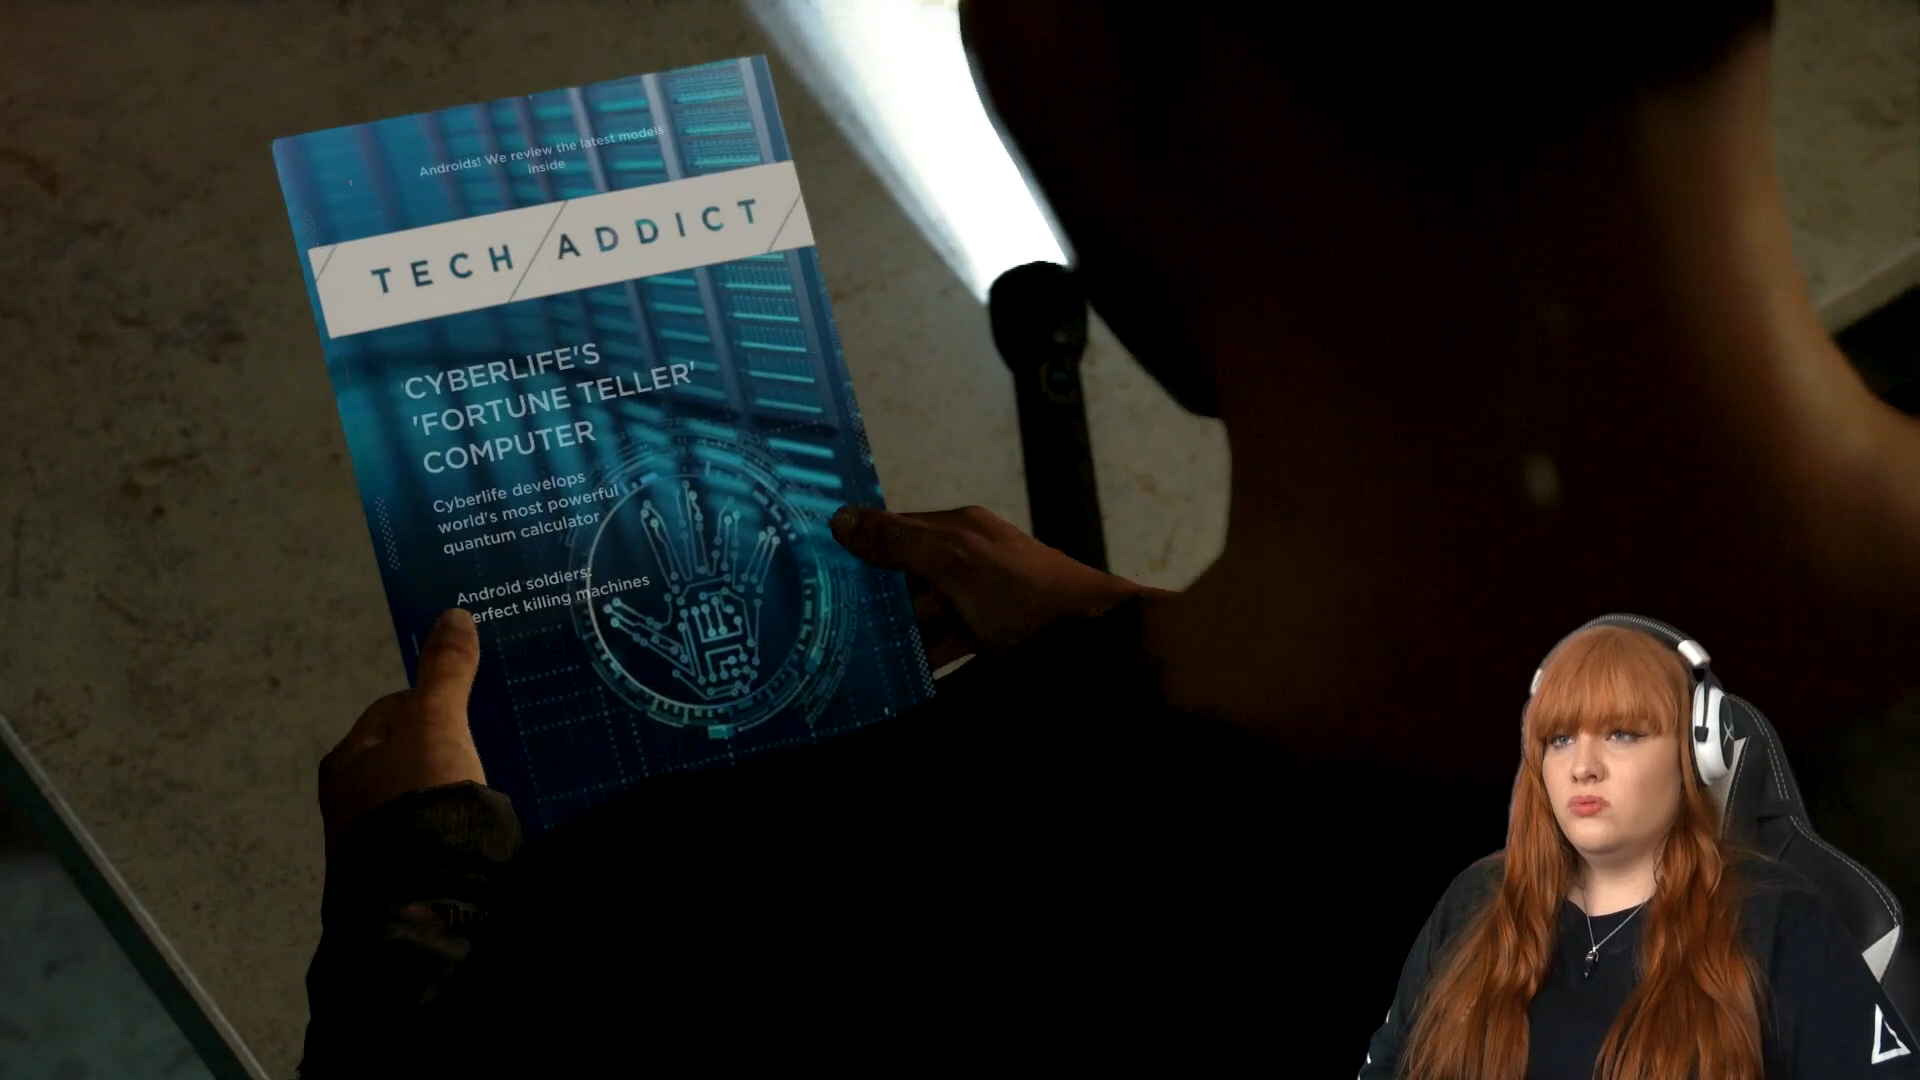 Androids! We review the latest models
inside
TECH ADDICT
'CYBERLIFE'S
'FORTUNE TELLER'
COMPUTER
Cyberlife develops
world's most powerful
quantum calculator
Android soldiers:
erfect killing machines